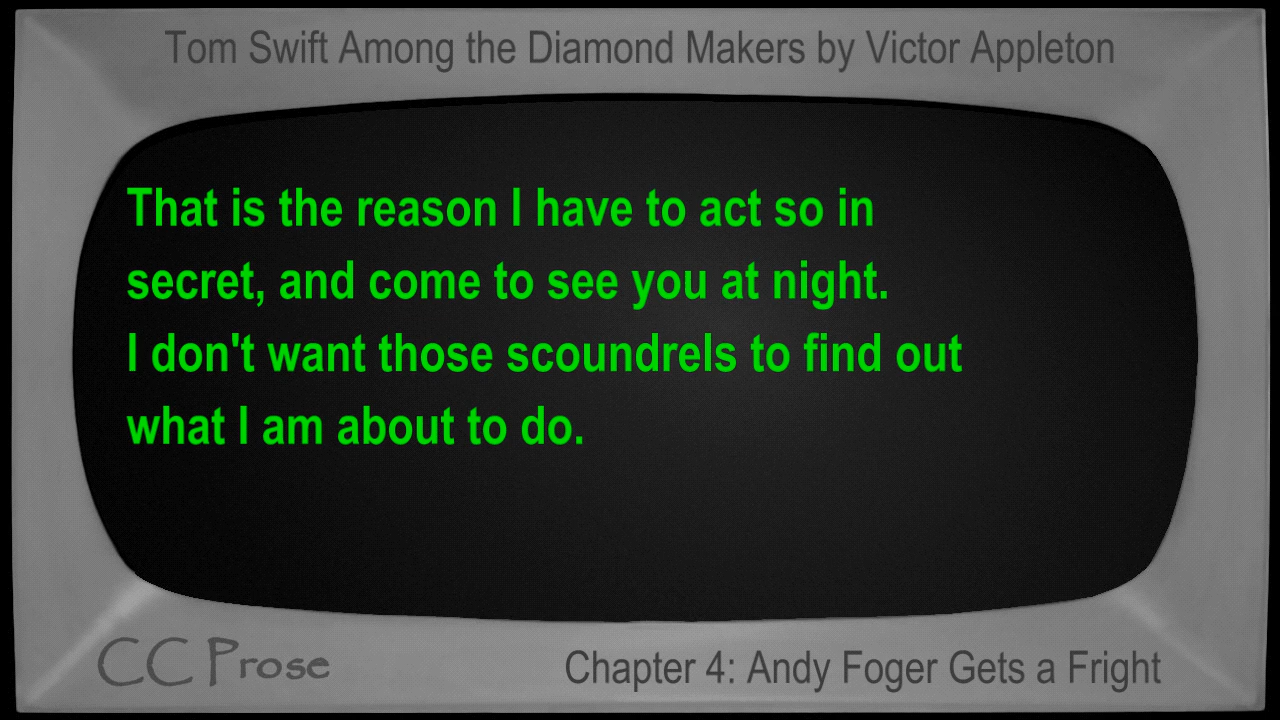 Tom Swift Among the Diamond Makers by Victor Appleton
That is the reason I have to act so in
secret, and come to see you at night.
I don't want those scoundrels to find out
what I am about to do.
CC Prose
Chapter 4: Andy Foger Gets a Fright